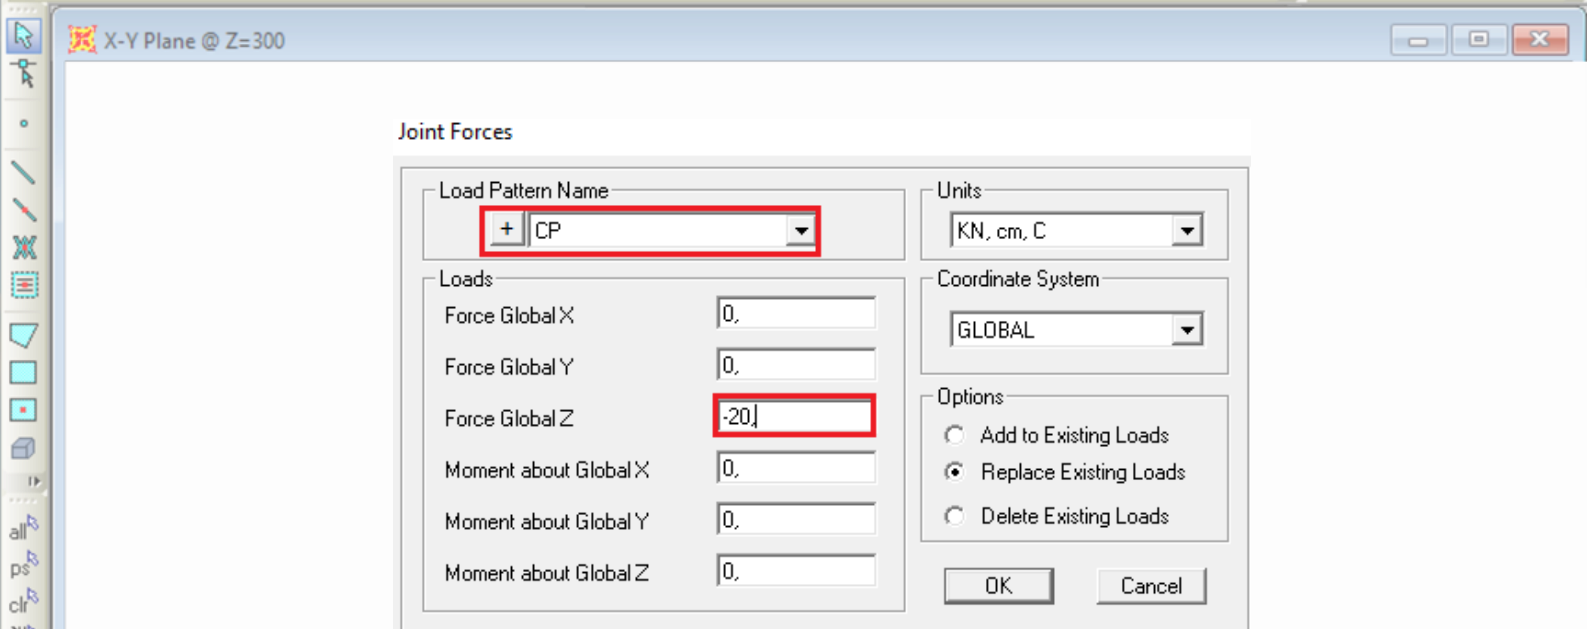 X-Y Plane @ Z=300
Joint Forces
Load Pattern Name
+ CP
Units
KN, cm, C
Loads
Force Global X 0,
Force Global Y 0,
Force Global Z -20,
Moment about Global X 0,
Moment about Global Y 0,
Moment about Global Z 0,
Coordinate System
GLOBAL
Options
Add to Existing Loads
Replace Existing Loads
Delete Existing Loads
OK Cancel
all
ps
clr